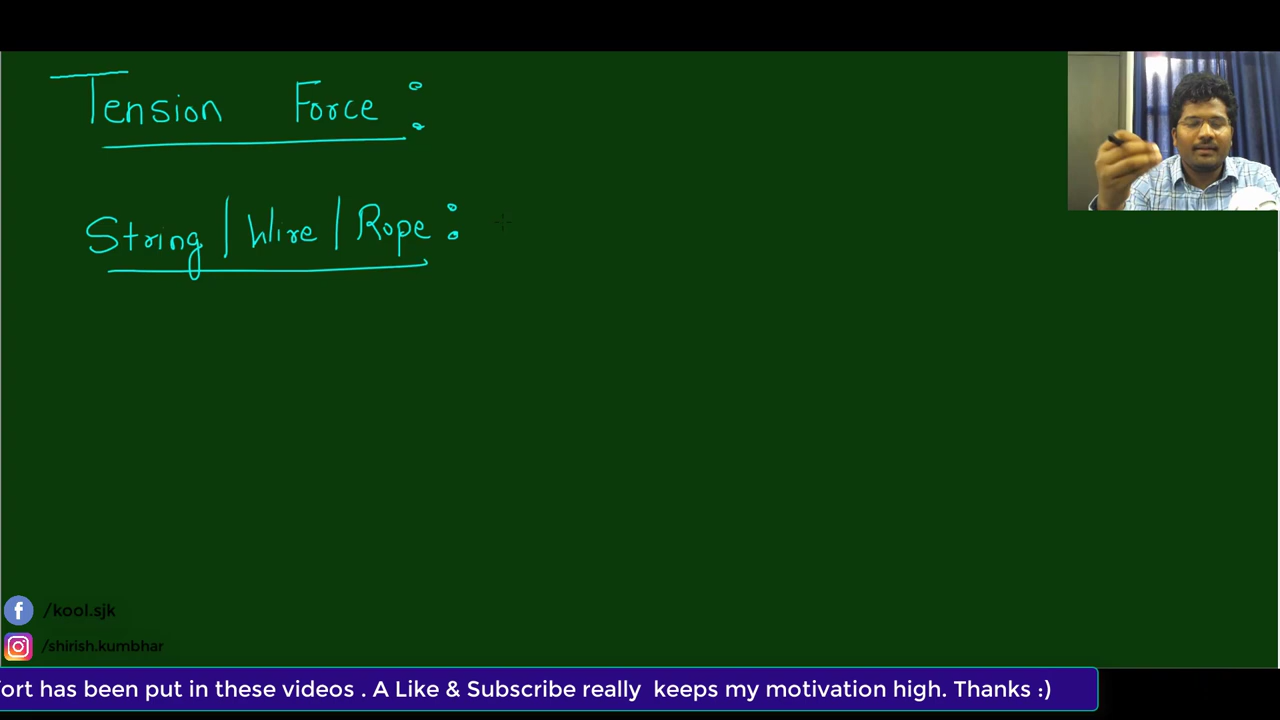 Tension Force :
String / Wire / Rope :
/kool.sjk
/shirish.kumbhar
fort has been put in these videos . A Like & Subscribe really keeps my motivation high. Thanks :)